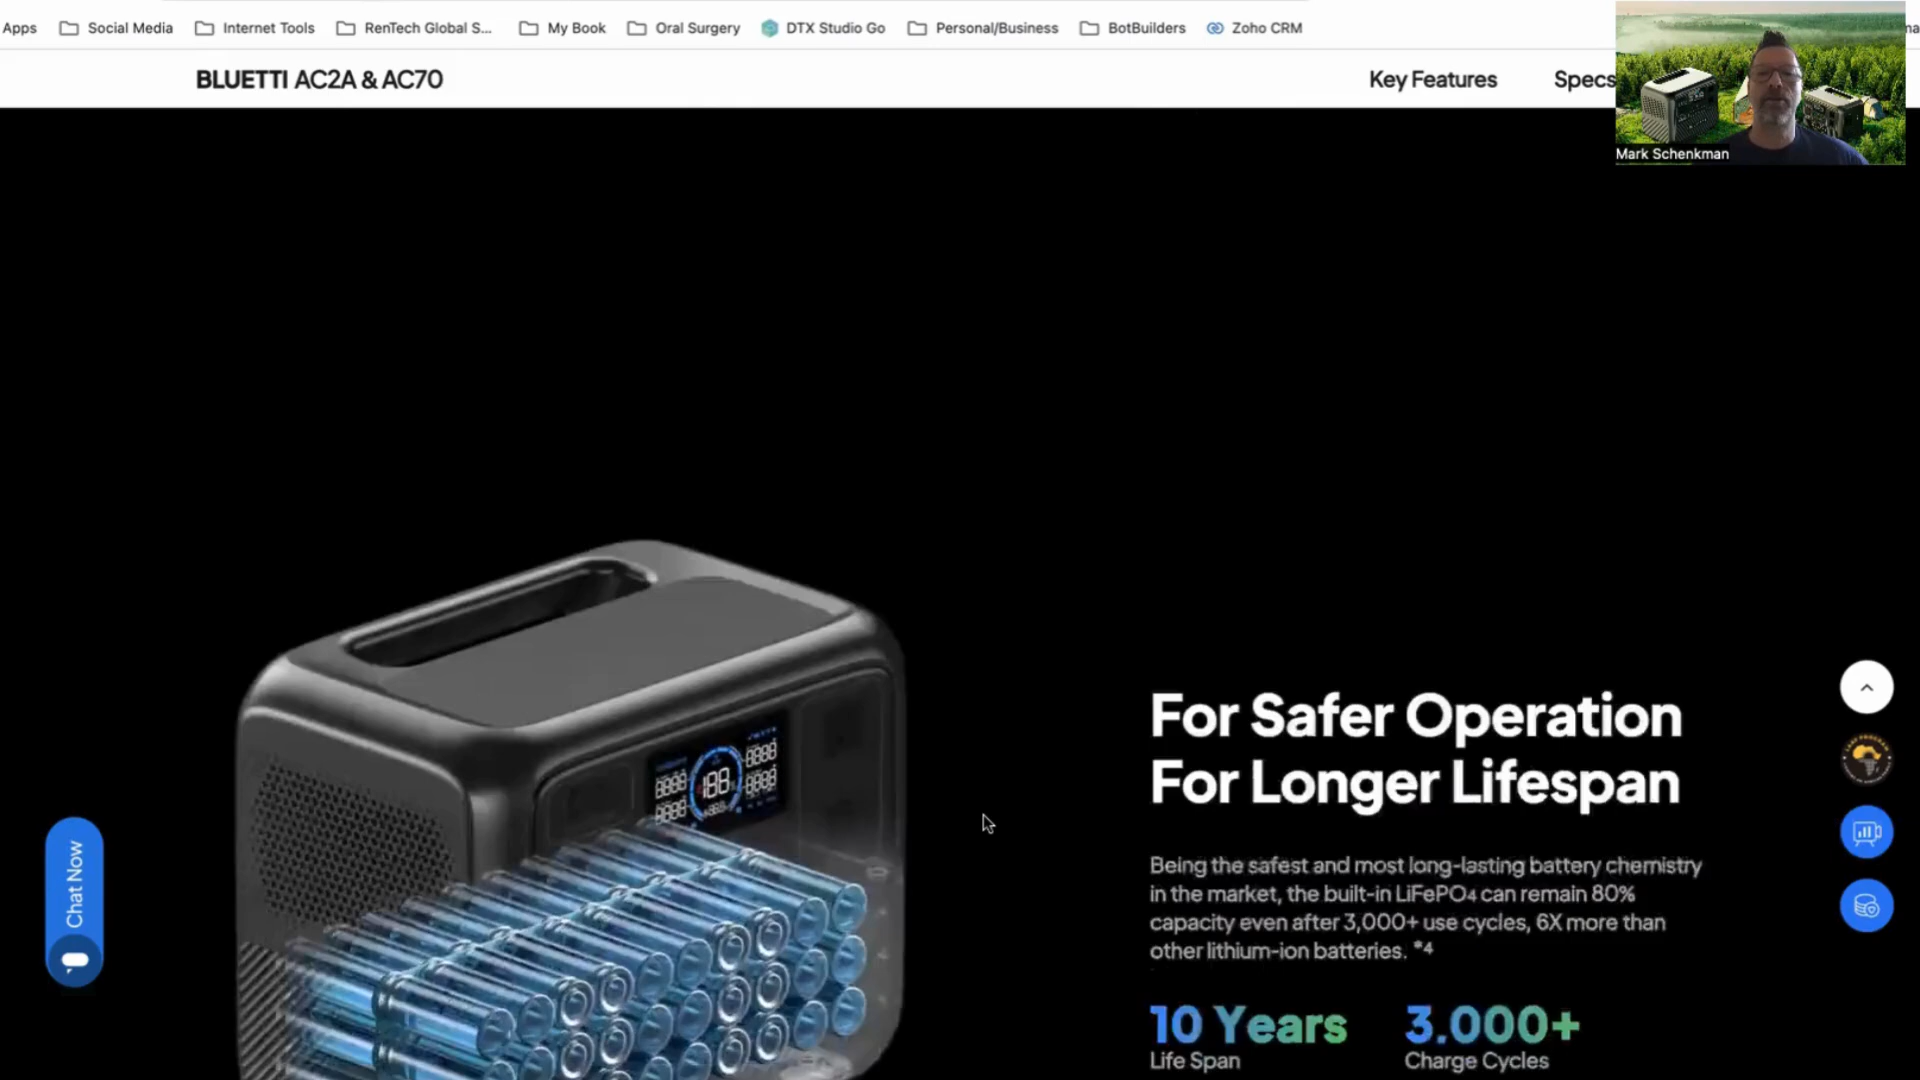 Apps Social Media Internet Tools RenTech Global S... My Book Oral Surgery DTX Studio Go Personal/Business BotBuilders Zoho CRM
BLUETTI AC2A & AC70 Key Features Specs
Mark Schenkman
For Safer Operation
For Longer Lifespan
Being the safest and most long-lasting battery chemistry
in the market, the built-in LiFePO₄ can remain 80%
capacity even after 3,000+ use cycles, 6X more than
other lithium-ion batteries. *4
10 Years 3.000+
Life Span Charge Cycles
Chat Now